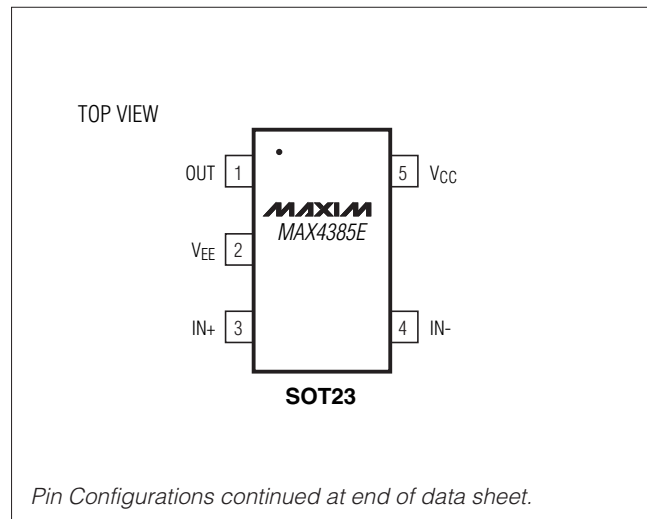 TOP VIEW
OUT 1
5 VCC
MAXIM
MAX4385E
VEE 2
IN+ 3
4 IN-
SOT23
Pin Configurations continued at end of data sheet.